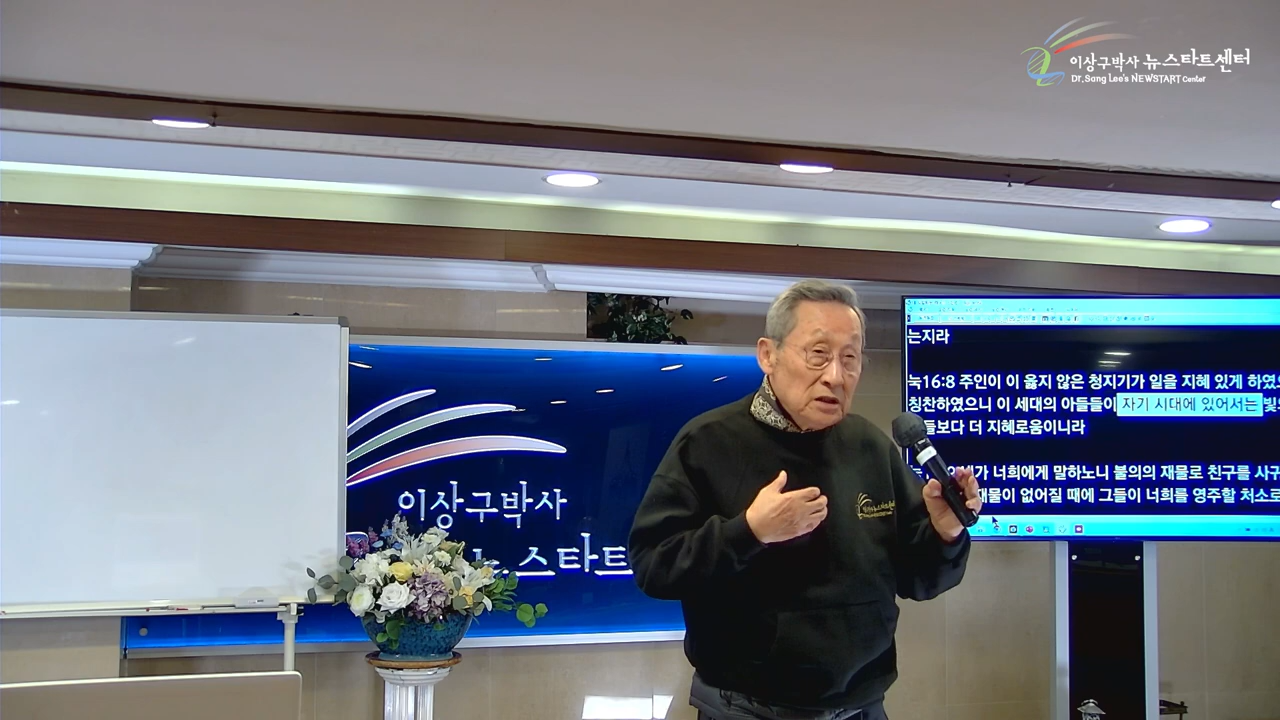 이상구박사 뉴스타트센터
Dr. Sang Lee's NEWSTART Center
는지라
눅16:8 주인이 이 옳지 않은 청지기가 일을 지혜 있게 하였
칭찬하였으니 이 세대의 아들들이 자기 시대에 있어서는 빛
들보다 더 지혜로움이니라
너희에게 말하노니 불의의 재물로 친구를 사귀
재물이 없어질 때에 그들이 너희를 영주할 처소로
이상구박사
뉴스타트